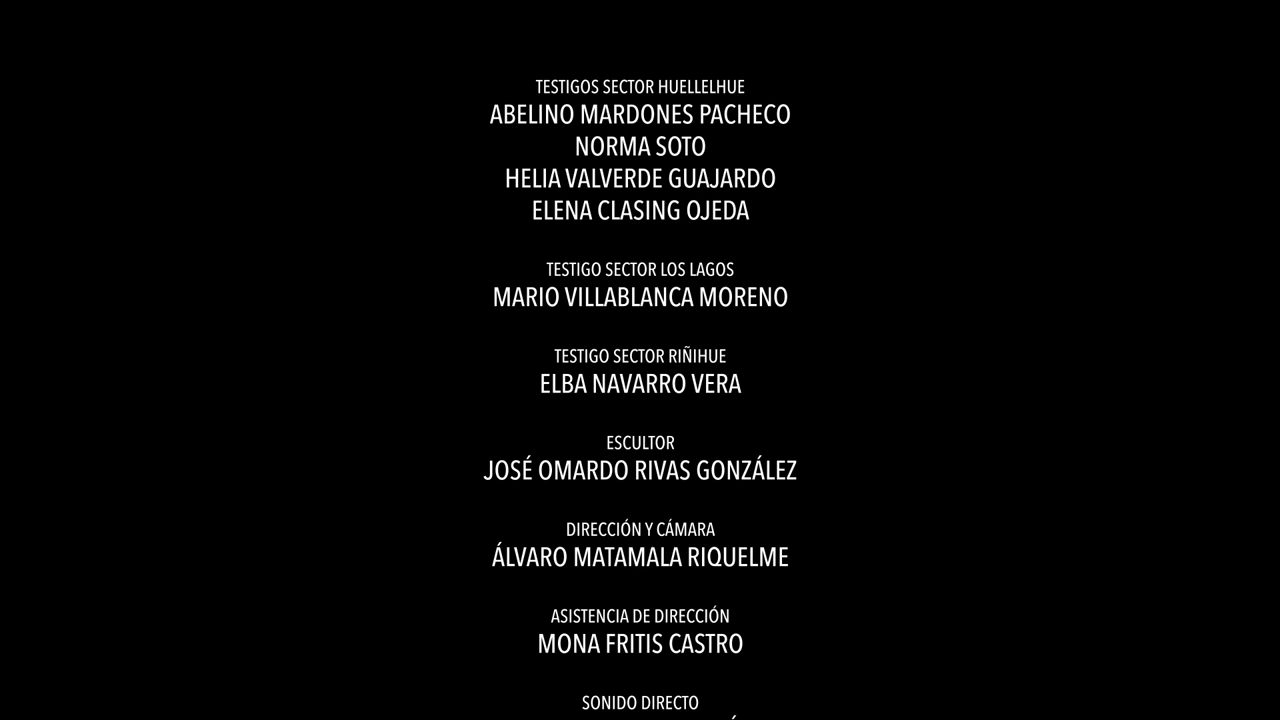 TESTIGOS SECTOR HUELLELHUE
ABELINO MARDONES PACHECO
NORMA SOTO
HELIA VALVERDE GUAJARDO
ELENA CLASING OJEDA
TESTIGO SECTOR LOS LAGOS
MARIO VILLABLANCA MORENO
TESTIGO SECTOR RIÑIHUE
ELBA NAVARRO VERA
ESCULTOR
JOSÉ OMARDO RIVAS GONZÁLEZ
DIRECCIÓN Y CÁMARA
ÁLVARO MATAMALA RIQUELME
ASISTENCIA DE DIRECCIÓN
MONA FRITIS CASTRO
SONIDO DIRECTO